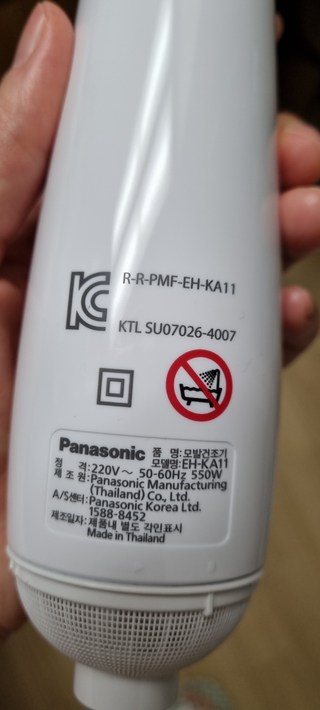 R-R-PMF-EH-KA11
KTL SU07026-4007
Panasonic 품 명:모발건조기
모델명:EH-KA11
정 격:220V～ 50-60Hz 550W
제 조 원:Panasonic Manufacturing
(Thailand) Co., Ltd.
A/S센터:Panasonic Korea Ltd.
1588-8452
제조일자: 제품내 별도 각인표시
Made in Thailand